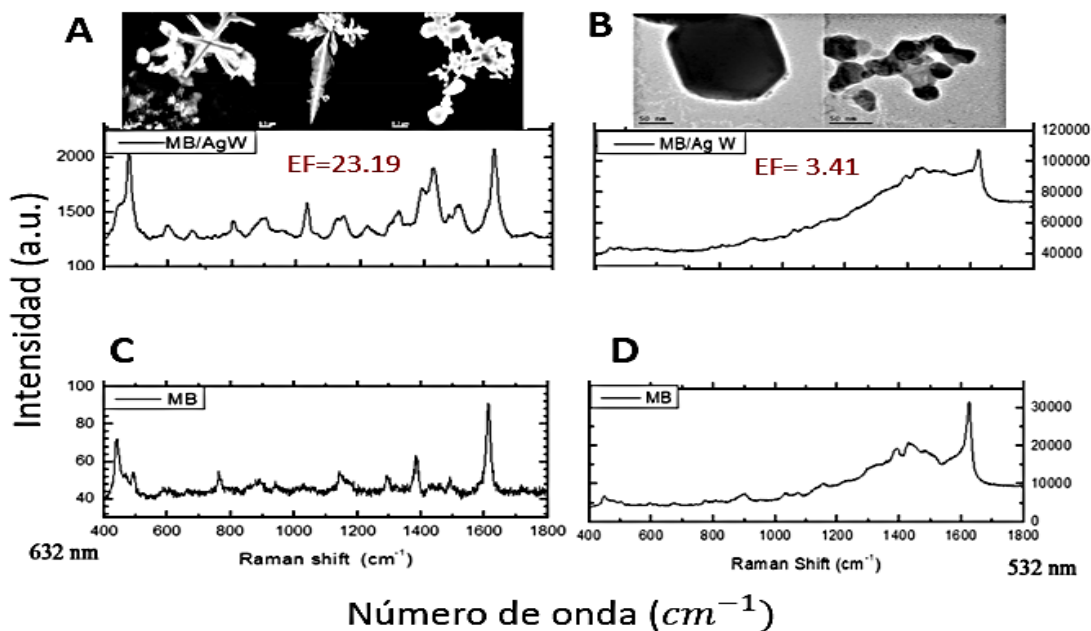 A
B
50 nm
50 nm
MB/AgW
EF=23.19
2000
1500
100
MB/Ag W
EF= 3.41
120000
100000
80000
60000
40000
Intensidad (a.u.)
C
MB
100
80
60
40
400 600 800 1000 1200 1400 1600 1800
Raman shift (cm⁻¹)
632 nm
D
MB
30000
20000
10000
0
400 600 800 1000 1200 1400 1600 1800
Raman Shift (cm⁻¹)
532 nm
Número de onda (cm⁻¹)